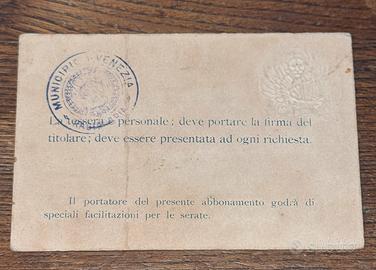 MUNICIPIO VENEZIA
La tessera è personale; deve portare la firma del
titolare; deve essere presentata ad ogni richiesta.
Il portatore del presente abbonamento godrà di
speciali facilitazioni per le serate.